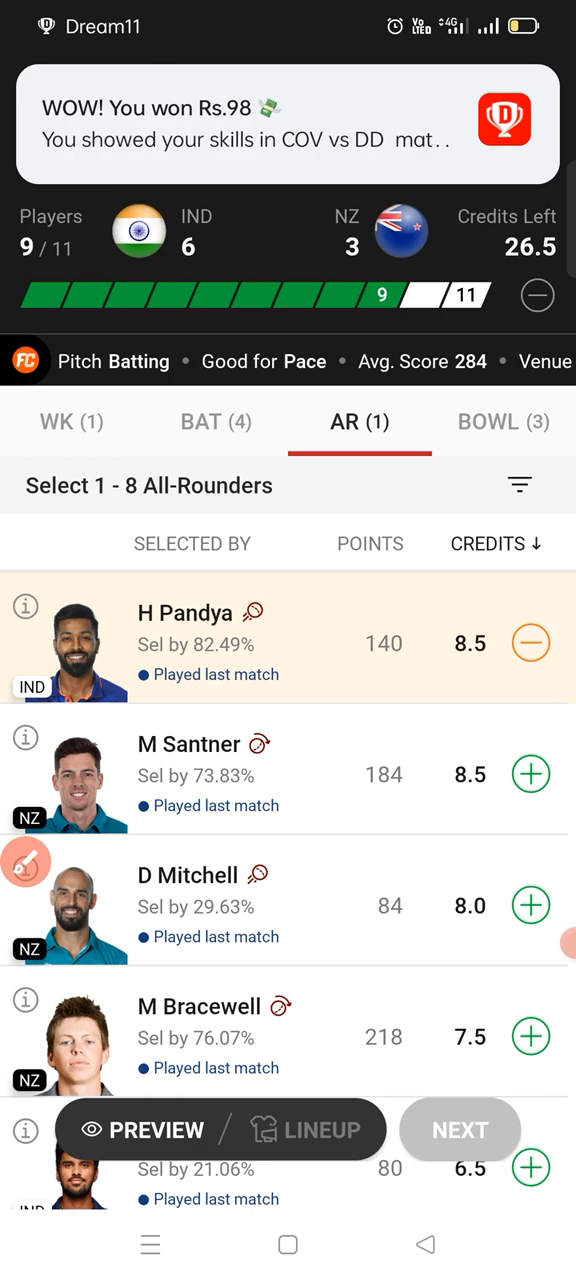 Dream11
Vo LTED 4G
WOW! You won Rs.98 💸
You showed your skills in COV vs DD mat..
Players IND NZ Credits Left
9 / 11 6 3 26.5
9 11
FC Pitch Batting • Good for Pace • Avg. Score 284 • Venue
WK (1) BAT (4) AR (1) BOWL (3)
Select 1 - 8 All-Rounders
SELECTED BY POINTS CREDITS ↓
H Pandya
Sel by 82.49% 140 8.5
Played last match
IND
M Santner
Sel by 73.83% 184 8.5
Played last match
NZ
D Mitchell
Sel by 29.63% 84 8.0
Played last match
NZ
M Bracewell
Sel by 76.07% 218 7.5
Played last match
NZ
PREVIEW / LINEUP NEXT
Sel by 21.06% 80 6.5
Played last match
IND